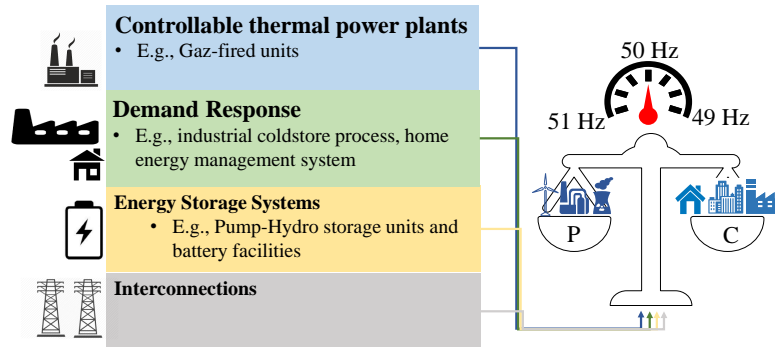 Controllable thermal power plants
• E.g., Gaz-fired units
Demand Response
• E.g., industrial coldstore process, home
energy management system
Energy Storage Systems
• E.g., Pump-Hydro storage units and
battery facilities
Interconnections
50 Hz
51 Hz
49 Hz
P
C